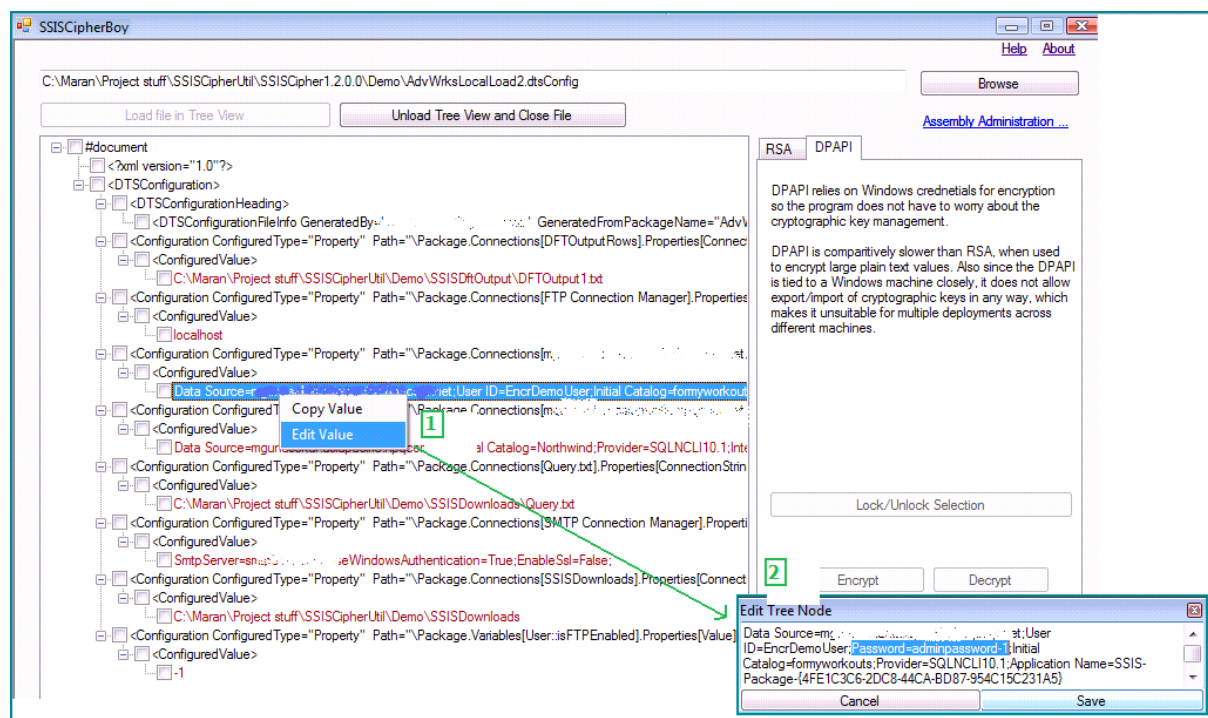 SSISCipherBoy
Help About
C:\Maran\Project stuff\SSISCipherUtil\SSISCipher1.2.0.0\Demo\AdvWrksLocalLoad2.dtsConfig
Browse
Load file in Tree View
Unload Tree View and Close File
Assembly Administration ...
#document
<?xml version="1.0"?>
<DTSConfiguration>
<DTSConfigurationHeading>
<DTSConfigurationFileInfo GeneratedBy=" " GeneratedFromPackageName="AdvW
<Configuration ConfiguredType="Property" Path="\Package.Connections[DFTOutputRows].Properties[Connec
<ConfiguredValue>
C:\Maran\Project stuff\SSISCipherUtil\Demo\SSISDftOutput\DFTOutput1.txt
<Configuration ConfiguredType="Property" Path="\Package.Connections[FTP Connection Manager].Properties
<ConfiguredValue>
localhost
<Configuration ConfiguredType="Property" Path="\Package.Connections[
<ConfiguredValue>
Data Source= ;User ID=EncrDemoUser;Initial Catalog=formyworkout
<Configuration ConfiguredT \Package.Connections[
<ConfiguredValue>
Data Source= Catalog=Northwind;Provider=SQLNCLI10.1;Inte
<Configuration ConfiguredType="Property" Path="\Package.Connections[Query.txt].Properties[ConnectionStrin
<ConfiguredValue>
C:\Maran\Project stuff\SSISCipherUtil\Demo\SSISDownloads\Query.txt
<Configuration ConfiguredType="Property" Path="\Package.Connections[SMTP Connection Manager].Properti
<ConfiguredValue>
SmtpServer= seWindowsAuthentication=True;EnableSsl=False;
<Configuration ConfiguredType="Property" Path="\Package.Connections[SSISDownloads].Properties[Connect
<ConfiguredValue>
C:\Maran\Project stuff\SSISCipherUtil\Demo\SSISDownloads
<Configuration ConfiguredType="Property" Path="\Package.Variables[User::isFTPEnabled].Properties[Value]
<ConfiguredValue>
-1
Copy Value
Edit Value
1
RSA
DPAPI
DPAPI relies on Windows crednetials for encryption
so the program does not have to worry about the
cryptographic key management.
DPAPI is comparitively slower than RSA, when used
to encrypt large plain text values. Also since the DPAPI
is tied to a Windows machine closely, it does not allow
export/import of cryptographic keys in any way, which
makes it unsuitable for multiple deployments across
different machines.
Lock/Unlock Selection
2
Encrypt
Decrypt
Edit Tree Node
Data Source= ;User
ID=EncrDemoUser;Password=adminpassword-1;Initial
Catalog=formyworkouts;Provider=SQLNCLI10.1;Application Name=SSIS-
Package-{4FE1C3C6-2DC8-44CA-BD87-954C15C231A5}
Cancel
Save